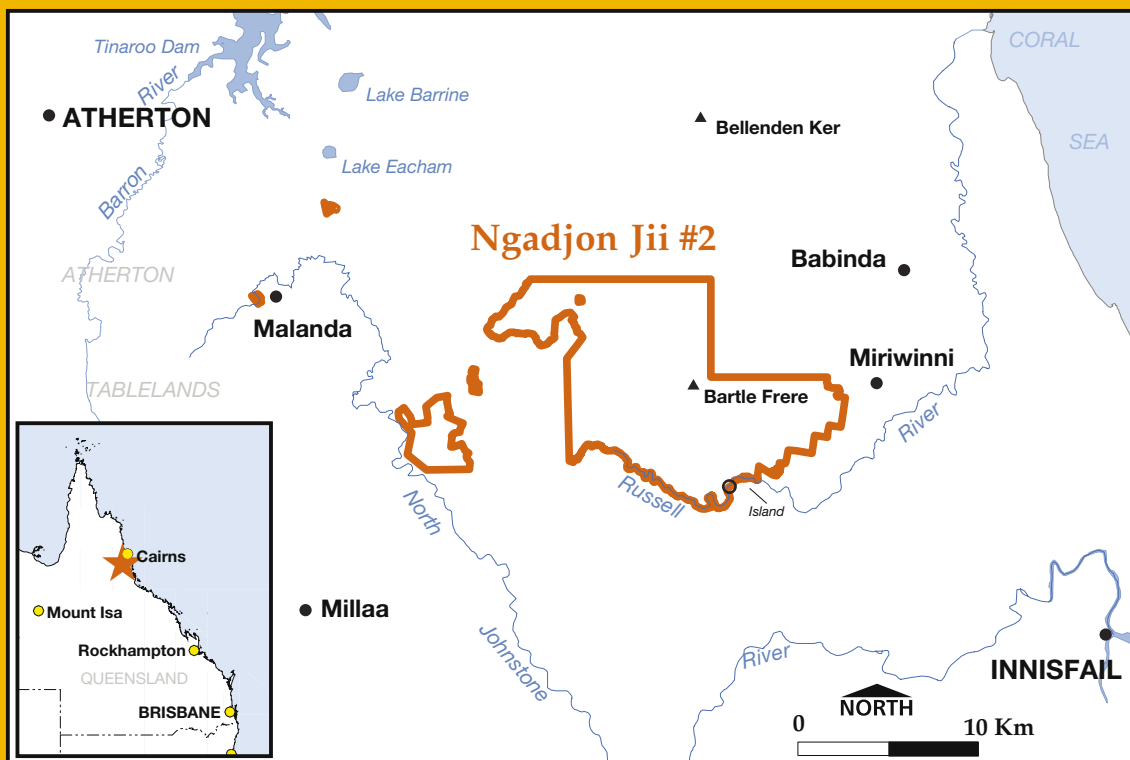 CORAL
Tinaroo Dam
River
Lake Barrine
ATHERTON
Bellenden Ker
SEA
Lake Eacham
Barron
Ngadjon Jii #2
Babinda
ATHERTON
Malanda
Miriwinni
TABLELANDS
Bartle Frere
River
North
Russell
Island
Cairns
Mount Isa
Millaa
Rockhampton
QUEENSLAND
BRISBANE
Johnstone
River
INNISFAIL
NORTH
0 10 Km